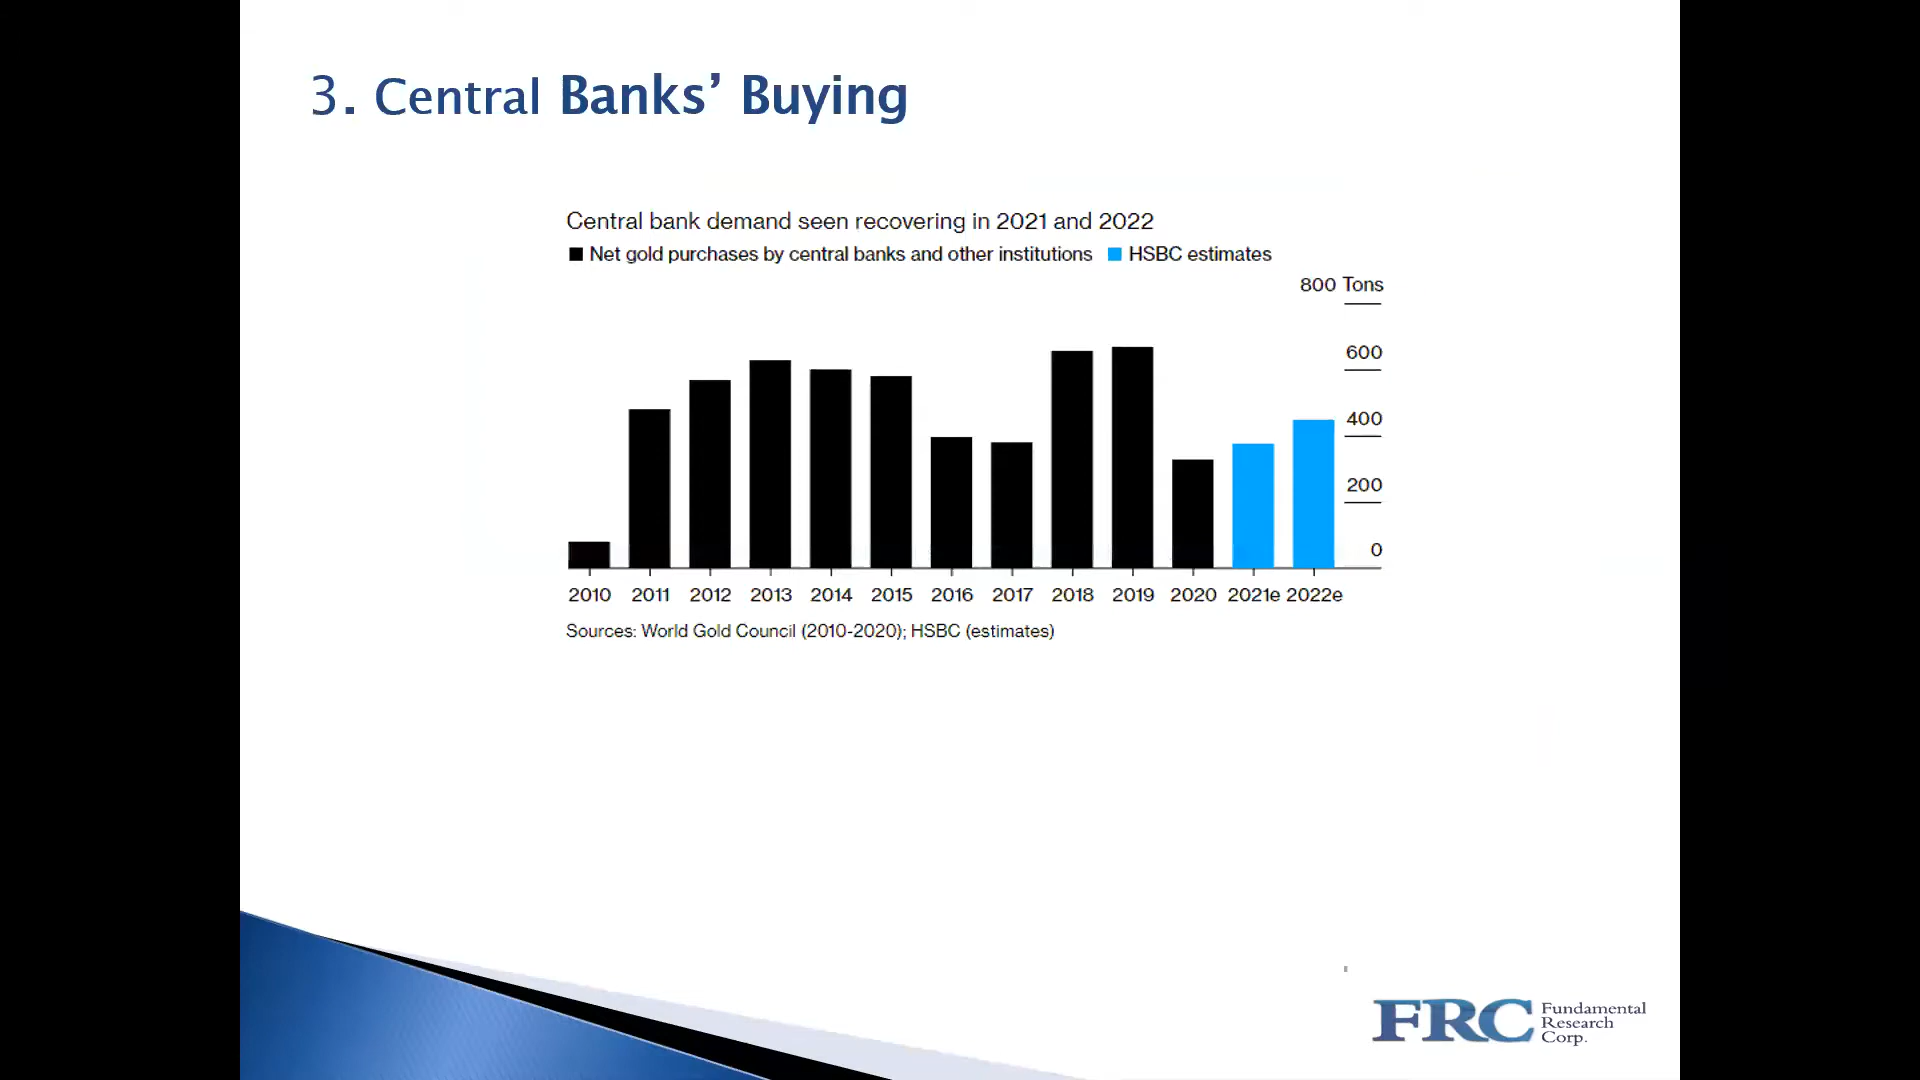 3. Central Banks’ Buying
Central bank demand seen recovering in 2021 and 2022
Net gold purchases by central banks and other institutions HSBC estimates
800 Tons
600
400
200
0
2010 2011 2012 2013 2014 2015 2016 2017 2018 2019 2020 2021e 2022e
Sources: World Gold Council (2010-2020); HSBC (estimates)
FRC
Fundamental
Research
Corp.